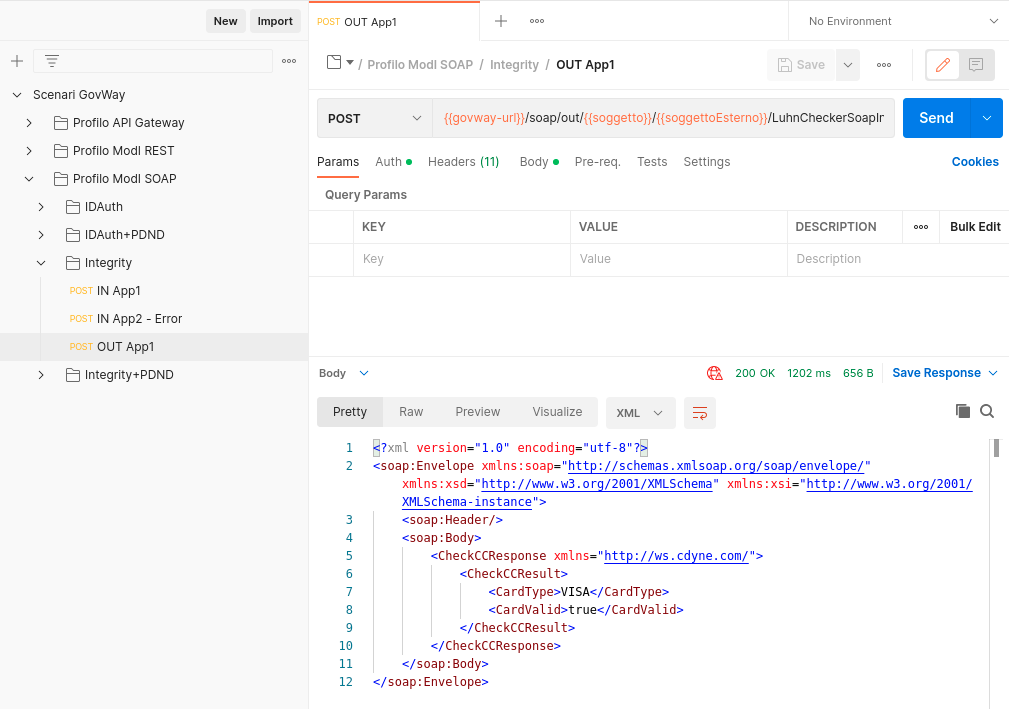 New
Import
POST OUT App1
No Environment
/ Profilo ModI SOAP / Integrity / OUT App1
Save
Scenari GovWay
Profilo API Gateway
Profilo ModI REST
Profilo ModI SOAP
IDAuth
IDAuth+PDND
Integrity
POST IN App1
POST IN App2 - Error
POST OUT App1
Integrity+PDND
POST
{{govway-url}}/soap/out/{{soggetto}}/{{soggettoEsterno}}/LuhnCheckerSoapIn
Send
Params
Auth
Headers (11)
Body
Pre-req.
Tests
Settings
Cookies
Query Params
KEY VALUE DESCRIPTION Bulk Edit
Key Value Description
Body
200 OK 1202 ms 656 B
Save Response
Pretty Raw Preview Visualize XML
1 <?xml version="1.0" encoding="utf-8"?>
2 <soap:Envelope xmlns:soap="http://schemas.xmlsoap.org/soap/envelope/"
xmlns:xsd="http://www.w3.org/2001/XMLSchema" xmlns:xsi="http://www.w3.org/2001/
XMLSchema-instance">
3 <soap:Header/>
4 <soap:Body>
5 <CheckCCResponse xmlns="http://ws.cdyne.com/">
6 <CheckCCResult>
7 <CardType>VISA</CardType>
8 <CardValid>true</CardValid>
9 </CheckCCResult>
10 </CheckCCResponse>
11 </soap:Body>
12 </soap:Envelope>